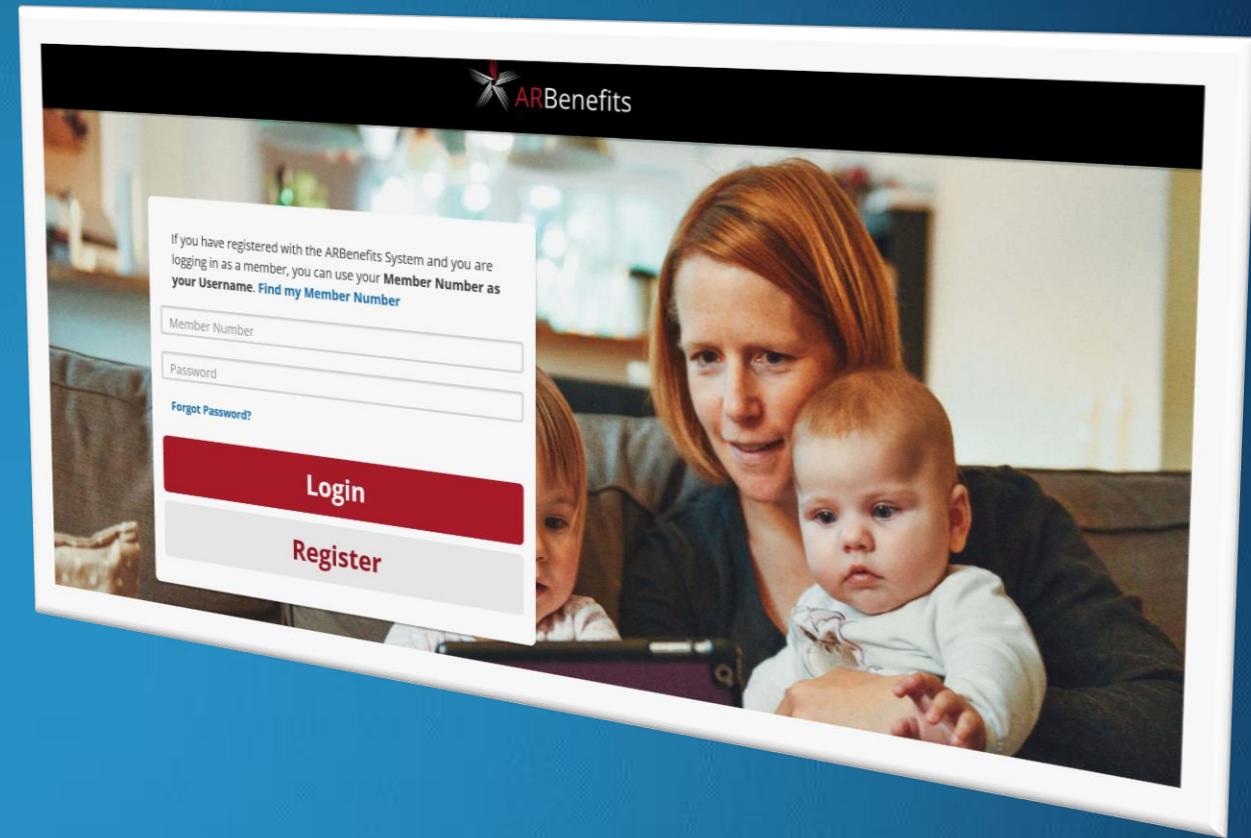 ARBenefits
If you have registered with the ARBenefits System and you are
logging in as a member, you can use your Member Number as
your Username. Find my Member Number
Member Number
Password
Forgot Password?
Login
Register